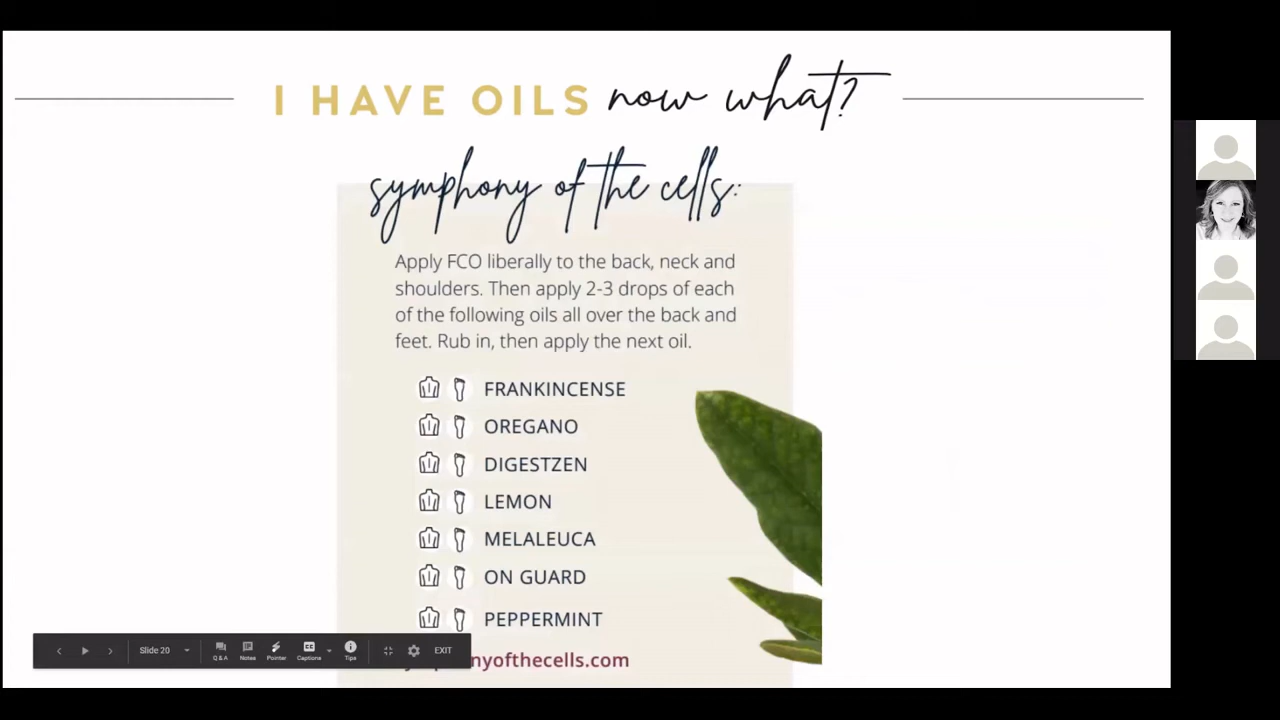 I HAVE OILS now what?
symphony of the cells:
Apply FCO liberally to the back, neck and
shoulders. Then apply 2-3 drops of each
of the following oils all over the back and
feet. Rub in, then apply the next oil.
FRANKINCENSE
OREGANO
DIGESTZEN
LEMON
MELALEUCA
ON GUARD
PEPPERMINT
nyofthecells.com
Slide 20
Q & A
Notes
Pointer
CC
Captions
Tips
EXIT